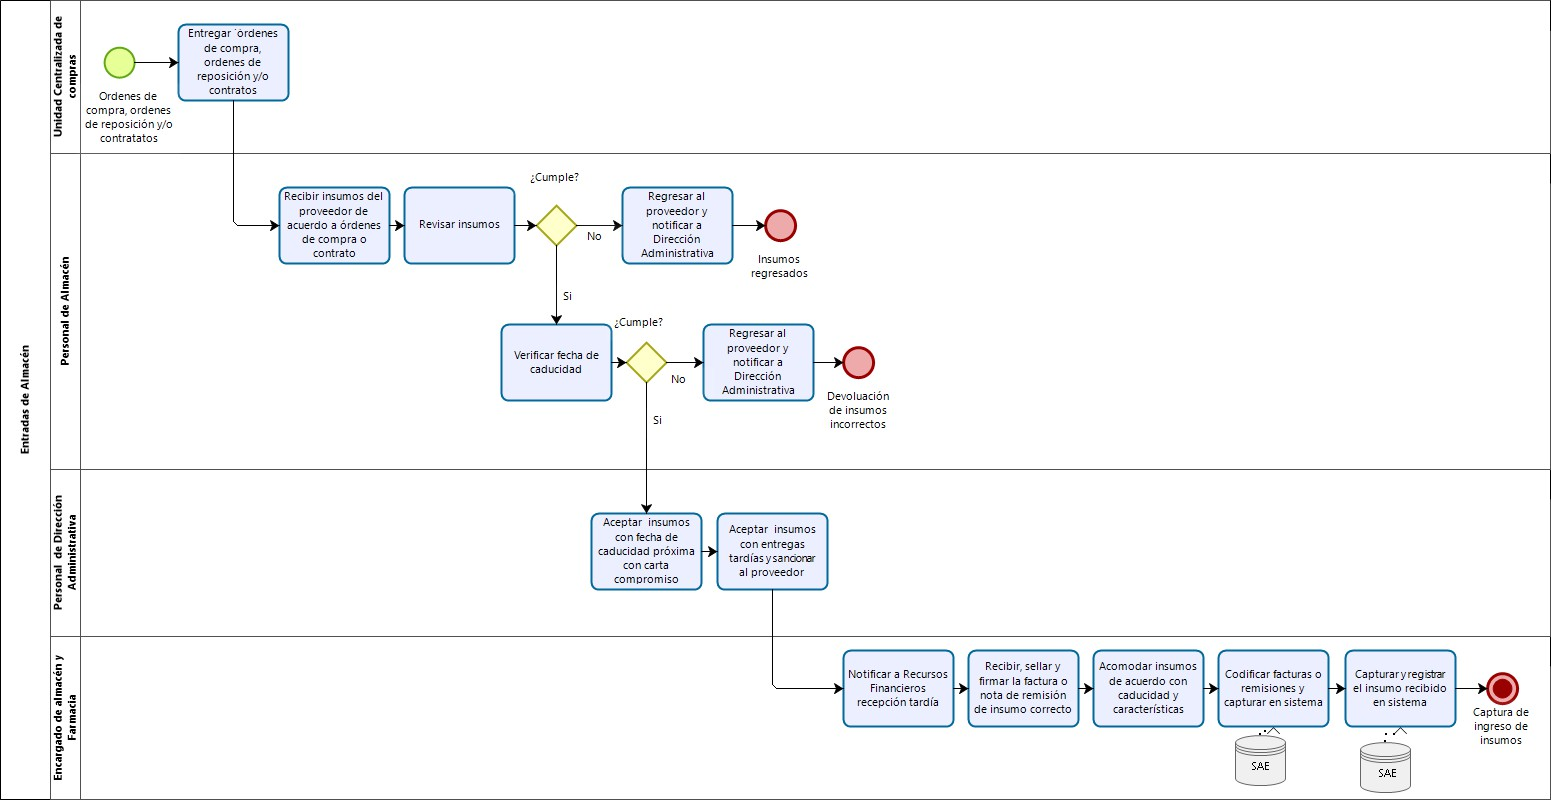 Entradas de Almacén
Unidad Centralizada de
compras
Ordenes de
compra, ordenes
de reposición y/o
contratatos
Entregar ´órdenes
de compra,
ordenes de
reposición y/o
contratos
Personal de Almacén
Recibir insumos del
proveedor de
acuerdo a órdenes
de compra o
contrato
Revisar insumos
¿Cumple?
No
Regresar al
proveedor y
notificar a
Dirección
Administrativa
Insumos
regresados
Si
Verificar fecha de
caducidad
¿Cumple?
No
Regresar al
proveedor y
notificar a
Dirección
Administrativa
Devoluación
de insumos
incorrectos
Si
Personal  de Dirección
Administrativa
Aceptar  insumos
con fecha de
caducidad próxima
con carta
compromiso
Aceptar  insumos
con entregas
tardías y sancionar
al proveedor
Encargado de almacén y
Farmacia
Notificar a Recursos
Financieros
recepción tardía
Recibir, sellar y
firmar la factura o
nota de remisión
de insumo correcto
Acomodar insumos
de acuerdo con
caducidad y
características
Codificar facturas o
remisiones y
capturar en sistema
SAE
Capturar y registrar
el insumo recibido
en sistema
SAE
Captura de
ingreso de
insumos